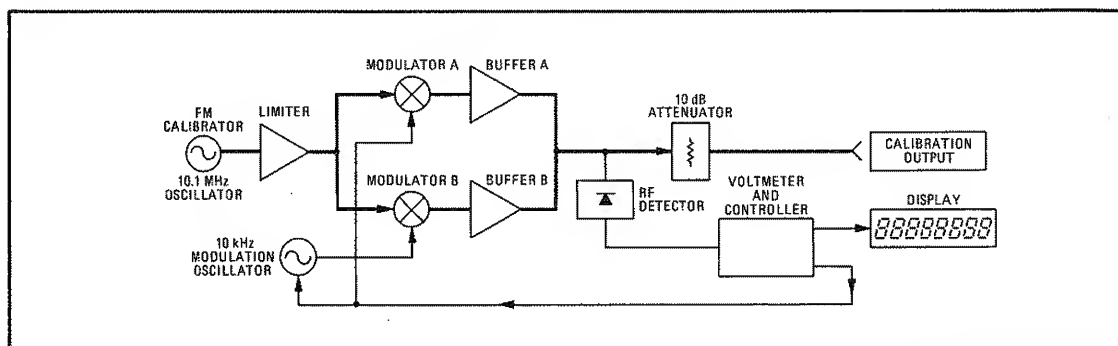 FM
CALIBRATOR
10.1 MHz
OSCILLATOR
LIMITER
MODULATOR A
BUFFER A
MODULATOR B
BUFFER B
10 kHz
MODULATION
OSCILLATOR
10 dB
ATTENUATOR
RF
DETECTOR
VOLTMETER
AND
CONTROLLER
CALIBRATION
OUTPUT
DISPLAY
88888888